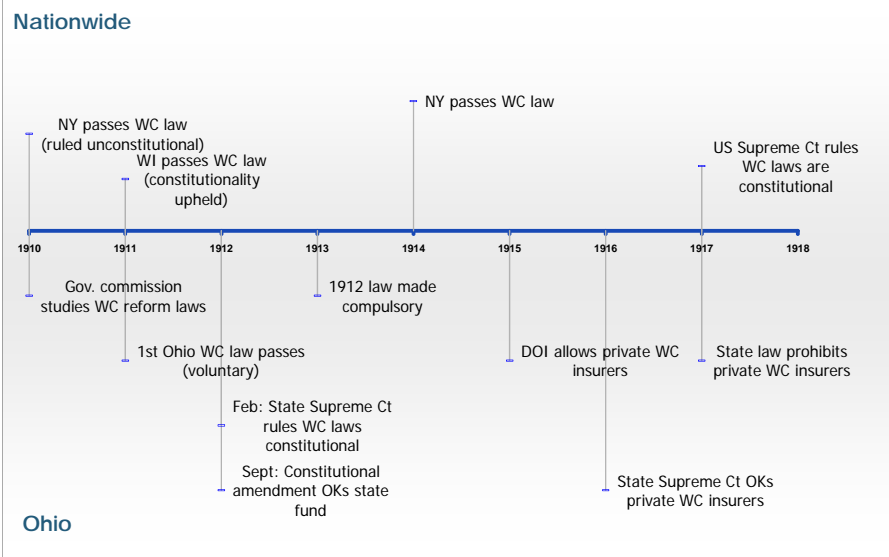 Nationwide
NY passes WC law
NY passes WC law
(ruled unconstitutional)
WI passes WC law
(constitutionality
upheld)
US Supreme Ct rules
WC laws are
constitutional
1910
1911
1912
1913
1914
1915
1916
1917
1918
Gov. commission
studies WC reform laws
1912 law made
compulsory
1st Ohio WC law passes
(voluntary)
DOI allows private WC
insurers
State law prohibits
private WC insurers
Feb: State Supreme Ct
rules WC laws
constitutional
Sept: Constitutional
amendment OKs state
fund
State Supreme Ct OKs
private WC insurers
Ohio